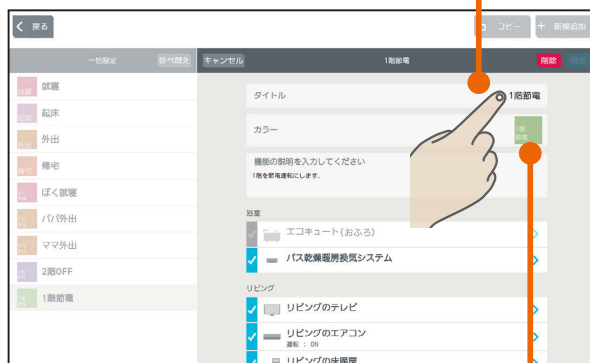 戻る
コピー
+ 新規追加
一括設定
並べ替え
キャンセル
1階節電
削除
就寝
起床
外出
帰宅
ぼく就寝
パパ外出
ママ外出
2階OFF
1階節電
タイトル
1階節電
カラー
1階
節電
機能の説明を入力してください
1階を節電運転にします。
浴室
エコキュート(おふろ)
バス乾燥暖房換気システム
リビング
リビングのテレビ
リビングのエアコン
運転 : ON
リビングの床暖房